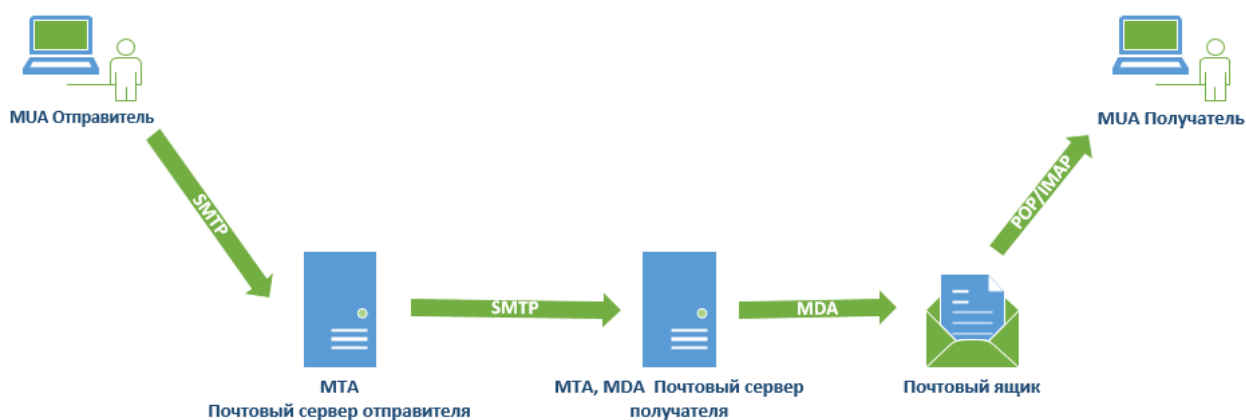 MUA Отправитель
MUA Получатель
SMTP
POP/IMAP
SMTP
MDA
MTA
Почтовый сервер отправителя
MTA, MDA Почтовый сервер
получателя
Почтовый ящик